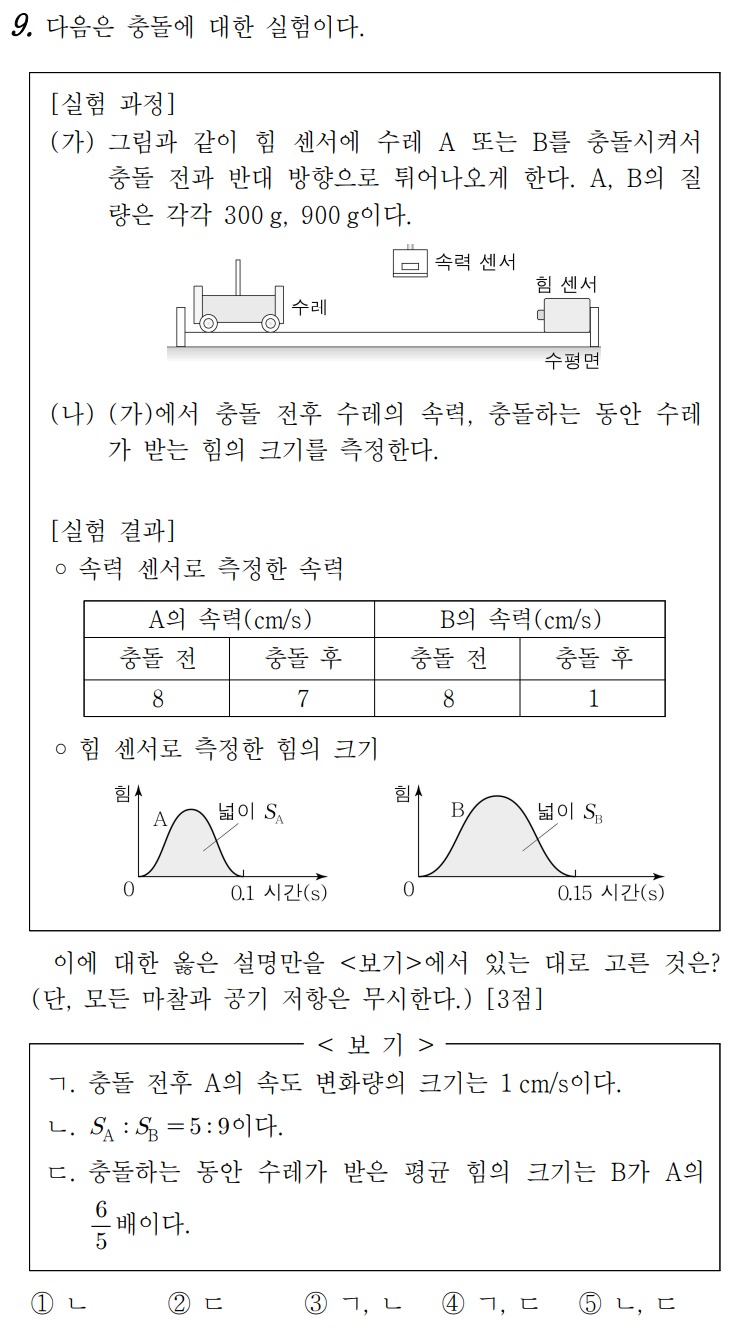 9. 다음은 충돌에 대한 실험이다.
[실험 과정]
(가) 그림과 같이 힘 센서에 수레 A 또는 B를 충돌시켜서
충돌 전과 반대 방향으로 튀어나오게 한다. A, B의 질
량은 각각 300 g, 900 g이다.
속력 센서
힘 센서
수레
수평면
(나) (가)에서 충돌 전후 수레의 속력, 충돌하는 동안 수레
가 받는 힘의 크기를 측정한다.
[실험 결과]
○ 속력 센서로 측정한 속력
A의 속력(cm/s) B의 속력(cm/s)
충돌 전 충돌 후 충돌 전 충돌 후
8 7 8 1
○ 힘 센서로 측정한 힘의 크기
힘 A 넓이 S_A 힘 B 넓이 S_B
0 0.1 시간(s) 0 0.15 시간(s)
이에 대한 옳은 설명만을 <보기>에서 있는 대로 고른 것은?
(단, 모든 마찰과 공기 저항은 무시한다.) [3점]
< 보 기 >
ㄱ. 충돌 전후 A의 속도 변화량의 크기는 1 cm/s이다.
ㄴ. S_A : S_B = 5 : 9이다.
ㄷ. 충돌하는 동안 수레가 받은 평균 힘의 크기는 B가 A의
6/5배이다.
① ㄴ ② ㄷ ③ ㄱ, ㄴ ④ ㄱ, ㄷ ⑤ ㄴ, ㄷ